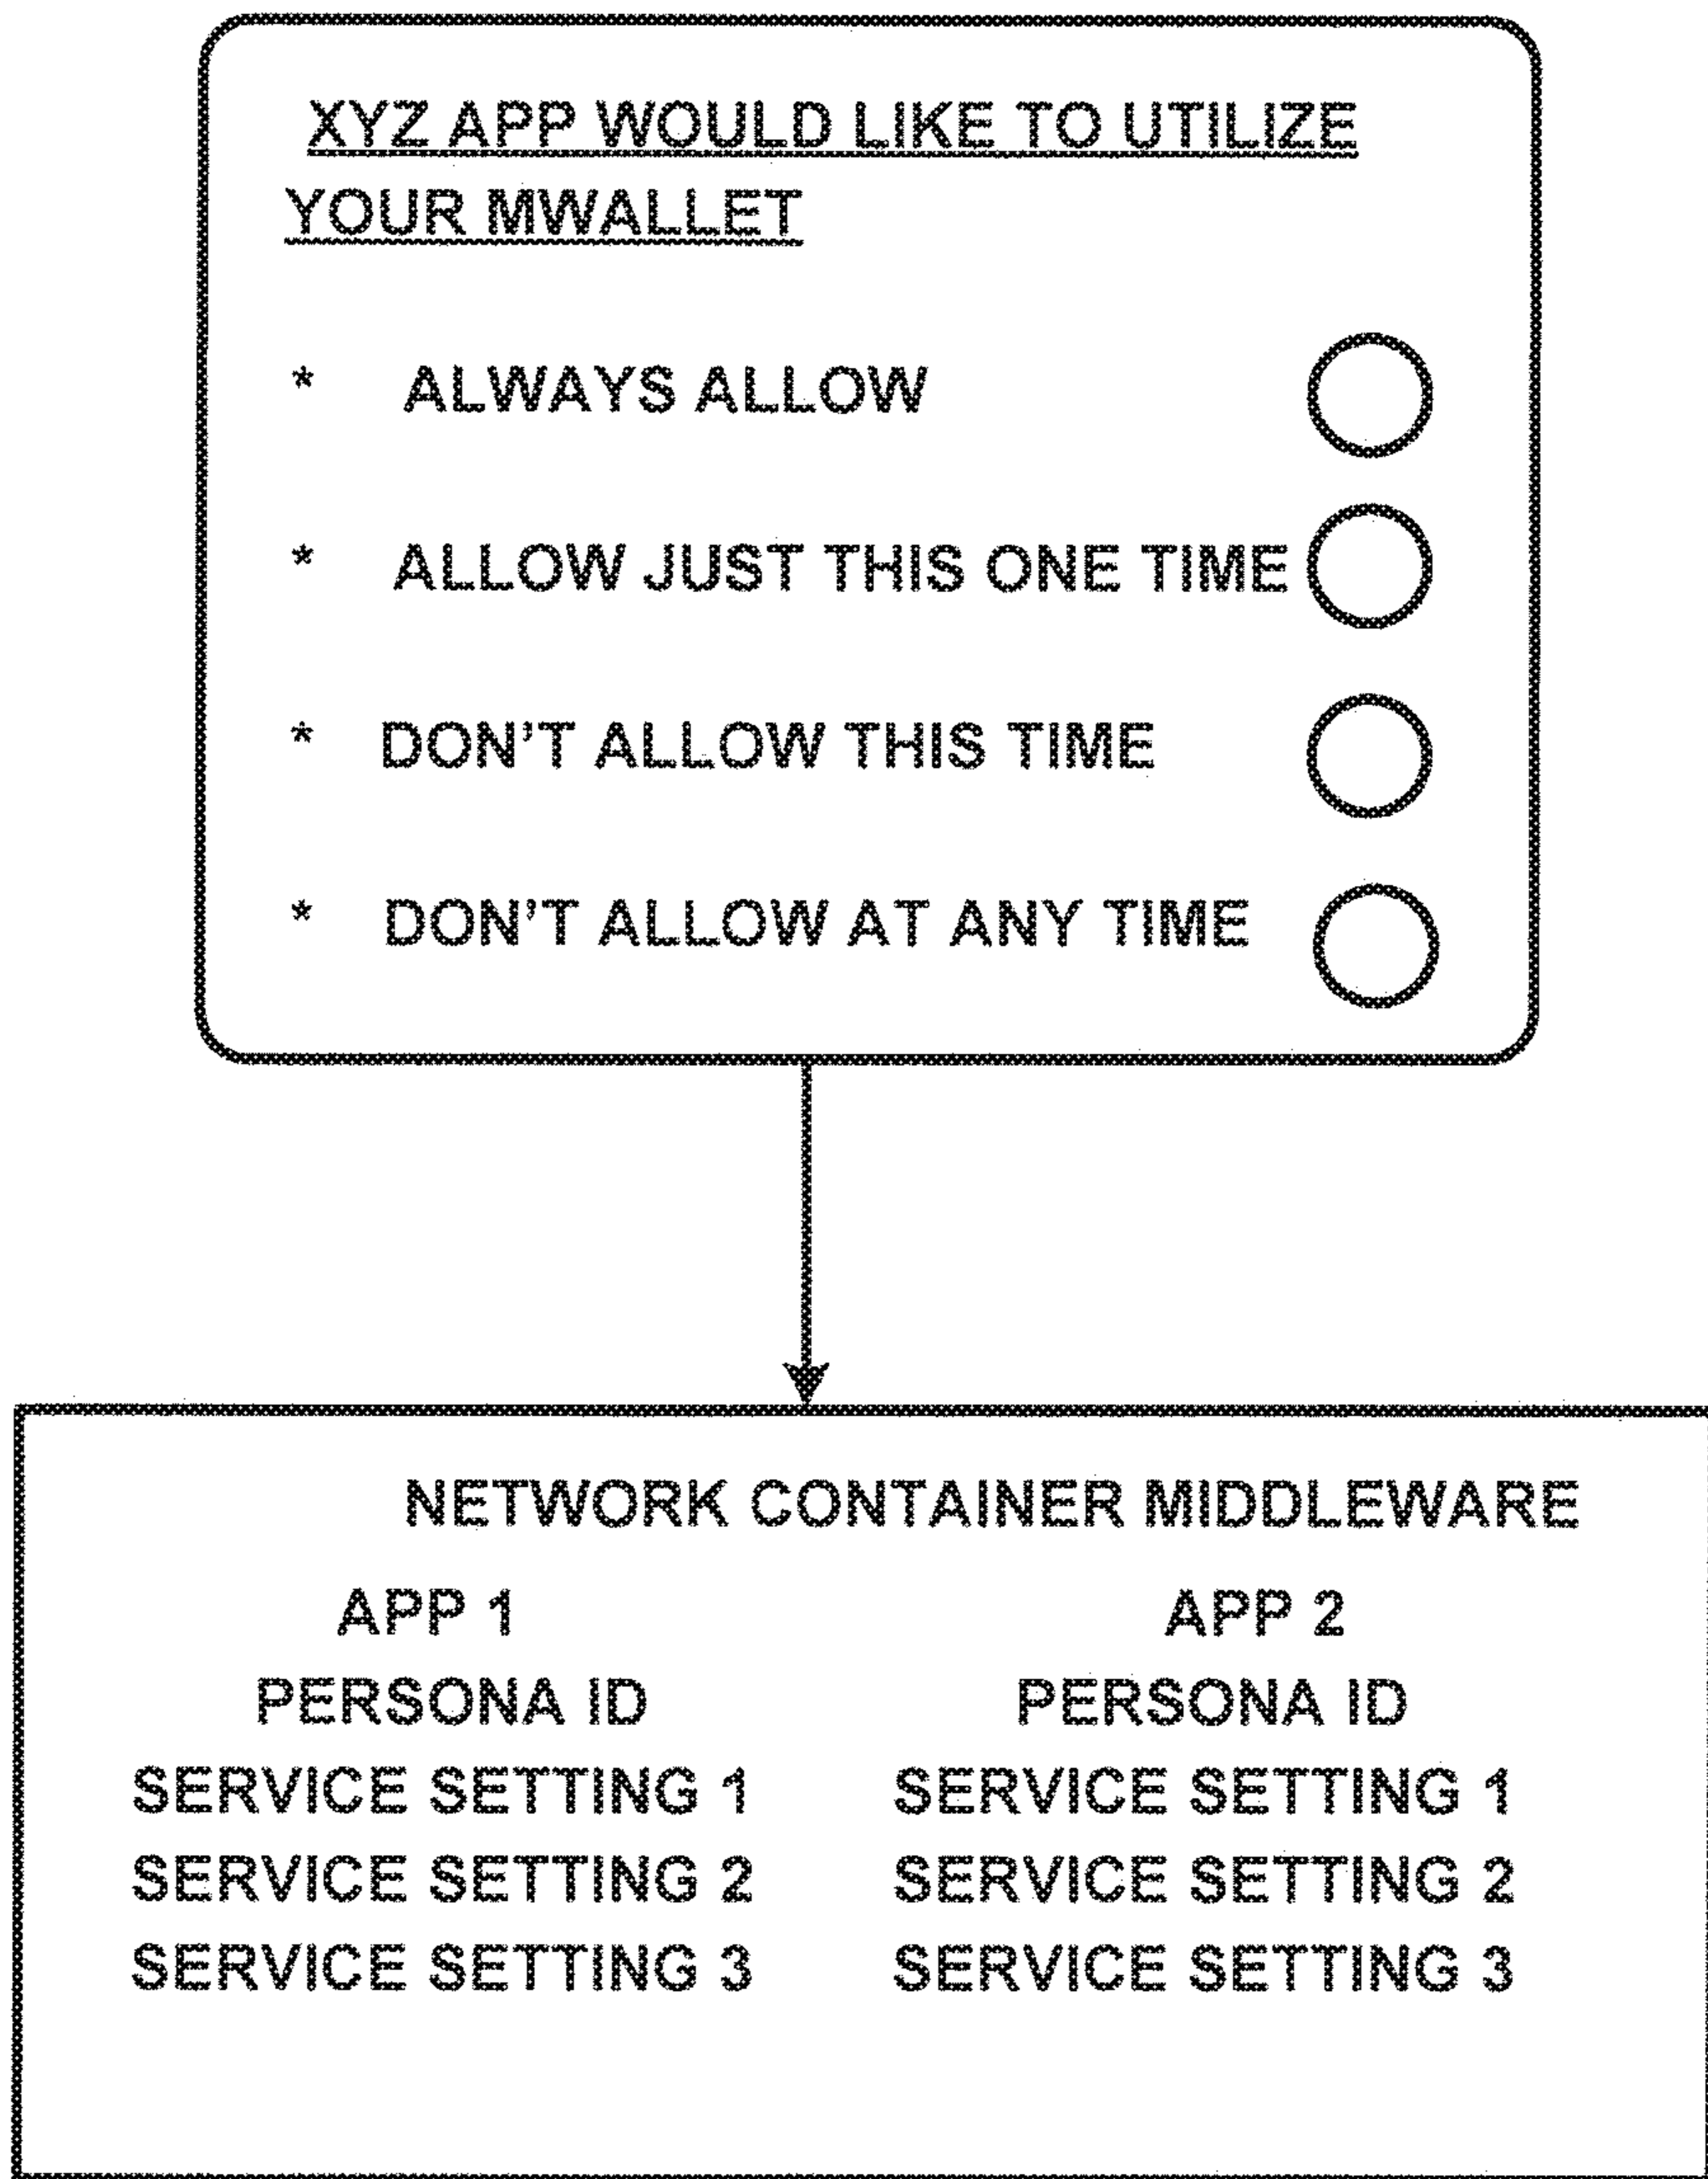 XYZ APP WOULD LIKE TO UTILIZE
YOUR MWALLET
* ALWAYS ALLOW
* ALLOW JUST THIS ONE TIME
* DON'T ALLOW THIS TIME
* DON'T ALLOW AT ANY TIME
NETWORK CONTAINER MIDDLEWARE
APP 1 APP 2
PERSONA ID PERSONA ID
SERVICE SETTING 1 SERVICE SETTING 1
SERVICE SETTING 2 SERVICE SETTING 2
SERVICE SETTING 3 SERVICE SETTING 3